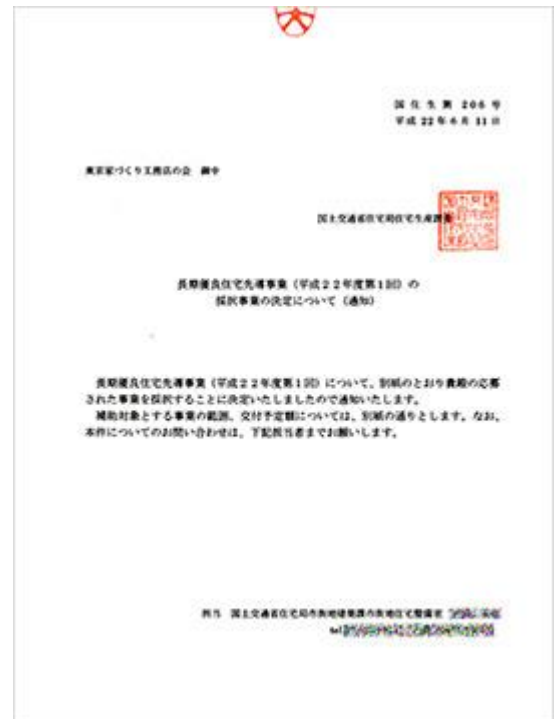 国住生第206号
平成22年6月11日
東京家づくり工務店の会 御中
国土交通省住宅局住宅生産課長
長期優良住宅先導事業（平成２２年度第１回）の
採択事業の決定について（通知）
長期優良住宅先導事業（平成２２年度第１回）について、別紙のとおり貴殿の応募
された事業を採択することに決定いたしましたので通知いたします。
補助対象とする事業の範囲、交付予定額については、別紙の通りとします。なお、
本件についてのお問い合わせは、下記担当者までお願いします。
担当 国土交通省住宅局市街地建築課市街地住宅整備室
tel